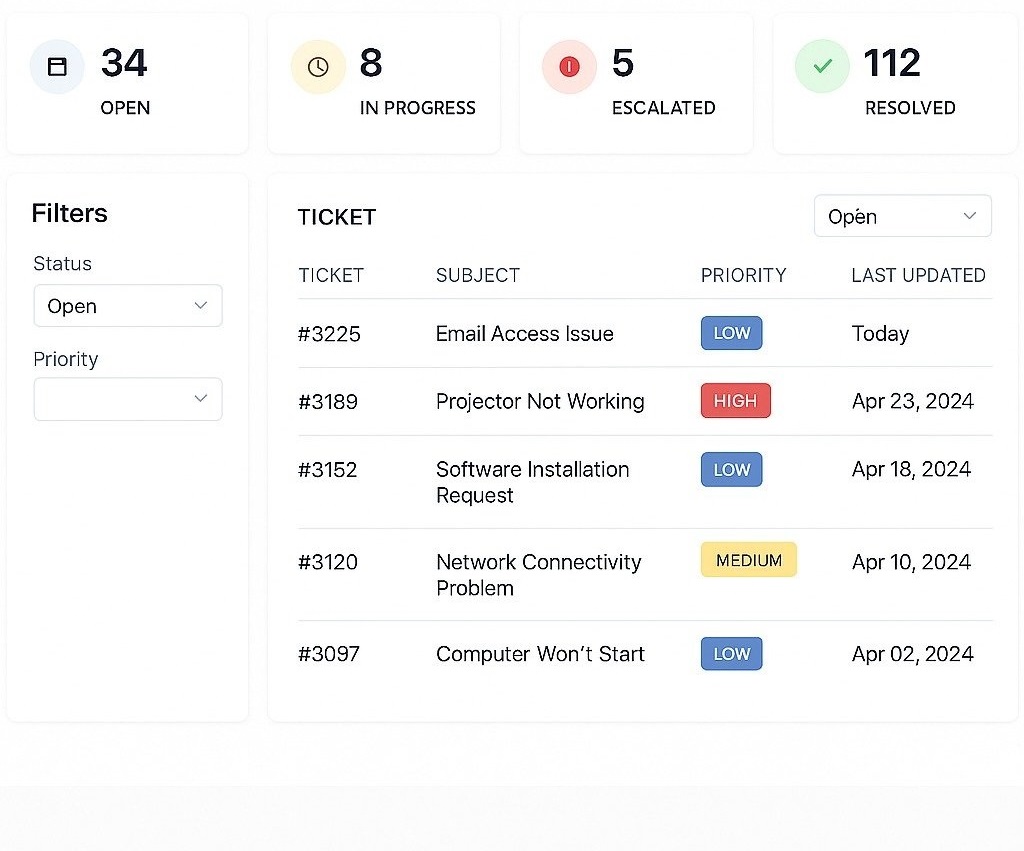 34
OPEN
8
IN PROGRESS
5
ESCALATED
112
RESOLVED
Filters
Status
Open
Priority
TICKET
Open
TICKET SUBJECT PRIORITY LAST UPDATED
#3225 Email Access Issue LOW Today
#3189 Projector Not Working HIGH Apr 23, 2024
#3152 Software Installation LOW Apr 18, 2024
Request
#3120 Network Connectivity MEDIUM Apr 10, 2024
Problem
#3097 Computer Won’t Start LOW Apr 02, 2024